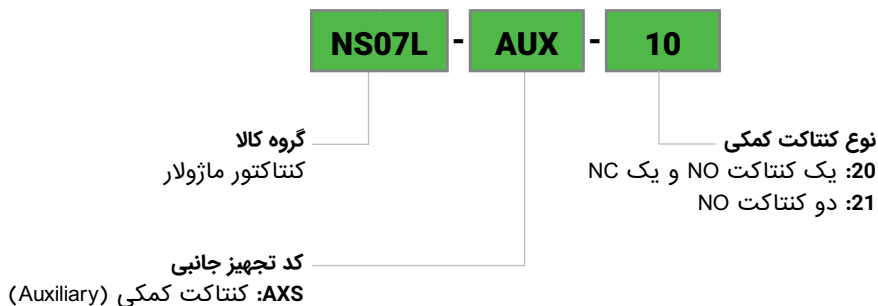 NS07L - AUX - 10
نوع کنتاکت کمکی
20: یک کنتاکت NO و یک NC
21: دو کنتاکت NO
گروه کالا
کنتاکتور ماژولار
کد تجهیز جانبی
AXS: کنتاکت کمکی (Auxiliary)